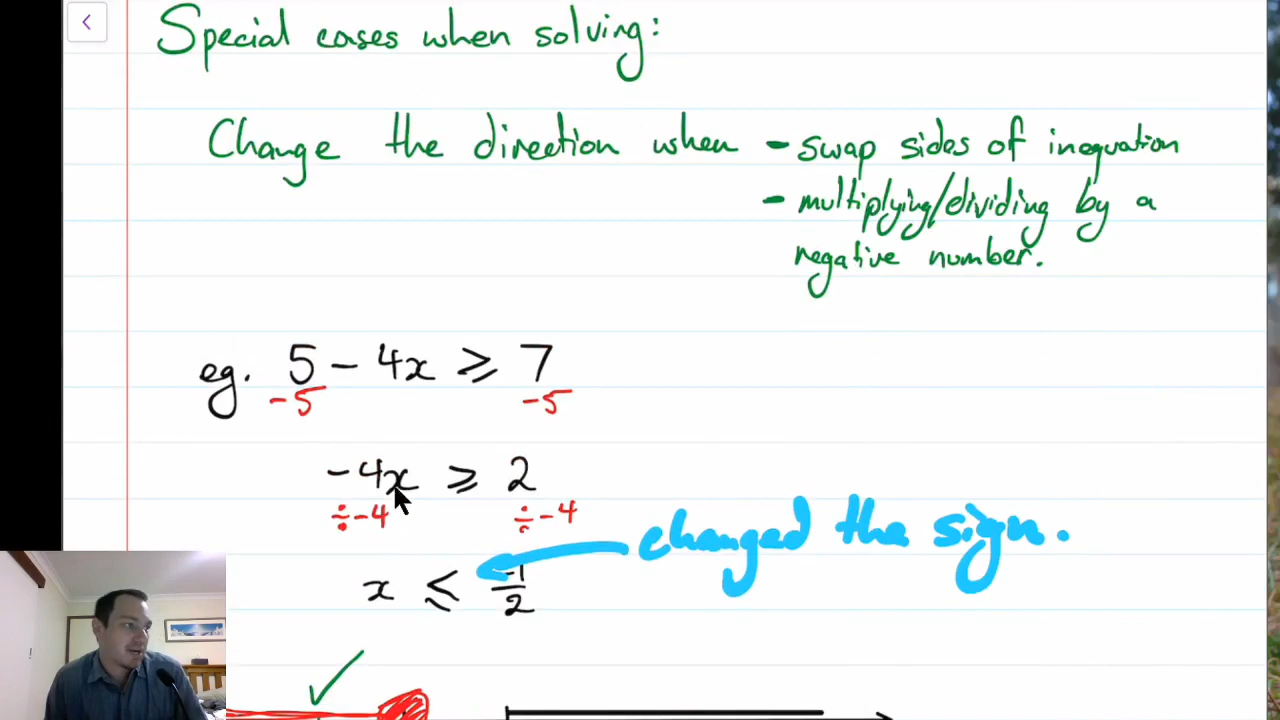 Special cases when solving:
Change the direction when - swap sides of inequation
- multiplying/dividing by a
negative number.
eg. 5 - 4x ⩾ 7
-5 -5
-4x ⩾ 2
÷-4 ÷-4
changed the sign.
x ⩽ -1/2